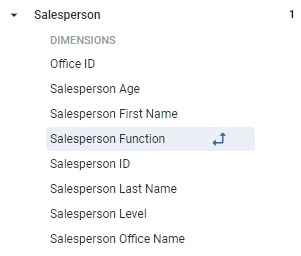 Salesperson 1
DIMENSIONS
Office ID
Salesperson Age
Salesperson First Name
Salesperson Function
Salesperson ID
Salesperson Last Name
Salesperson Level
Salesperson Office Name